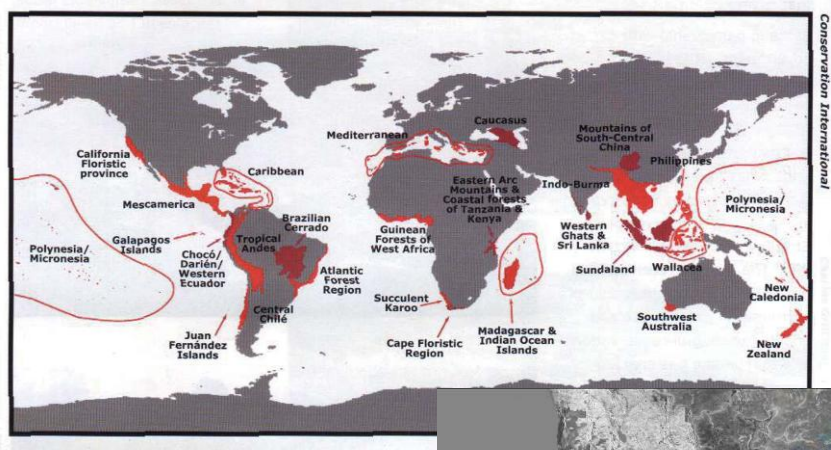 Conservation International
California
Floristic
province
Mescamerica
Caribbean
Polynesia/
Micronesia
Galapagos
Islands
Chocó/
Darién/
Western
Ecuador
Tropical
Andes
Brazilian
Cerrado
Atlantic
Forest
Region
Central
Chilé
Juan
Fernández
Islands
Mediterranean
Caucasus
Guinean
Forests of
West Africa
Eastern Arc
Mountains &
Coastal forests
of Tanzania &
Kenya
Succulent
Karoo
Cape Floristic
Region
Madagascar &
Indian Ocean
Islands
Mountains of
South-Central
China
Indo-Burma
Philippines
Western
Ghats &
Sri Lanka
Sundaland
Wallacea
Polynesia/
Micronesia
Southwest
Australia
New
Caledonia
New
Zealand